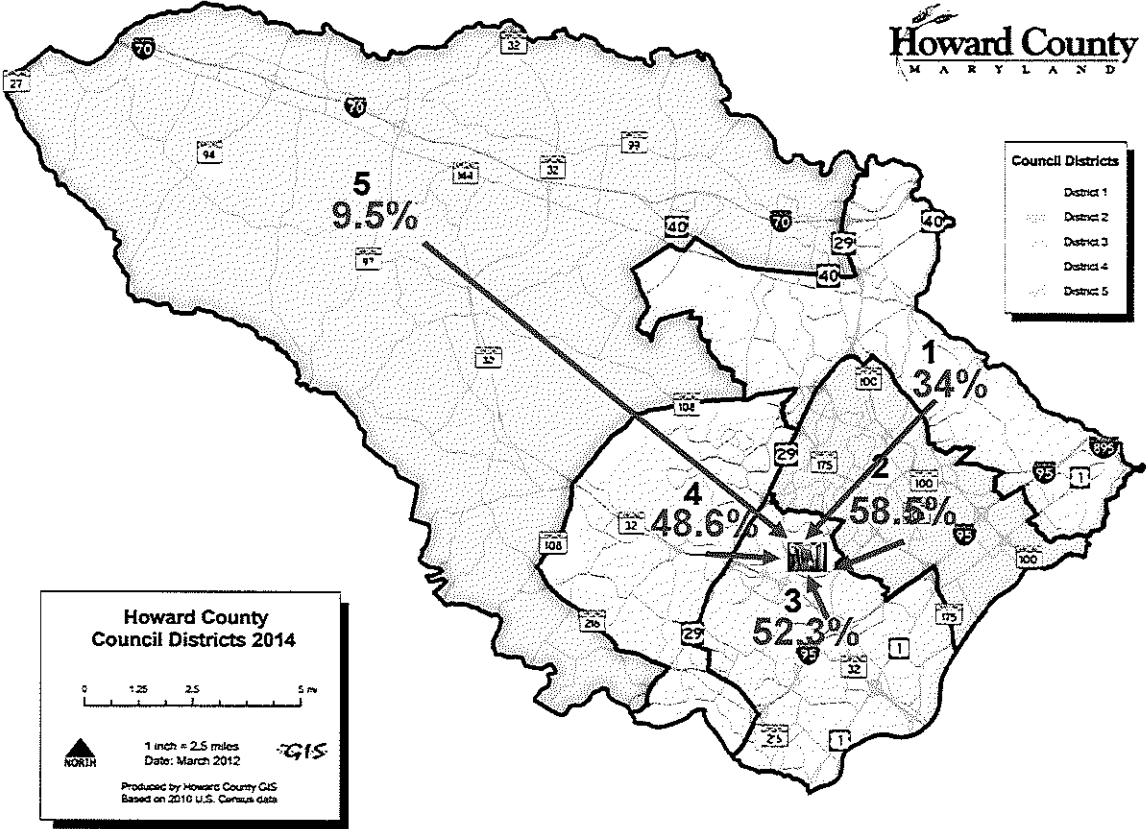 Howard County
MARYLAND
Council Districts
District 1
District 2
District 3
District 4
District 5
27
70
32
70
94
144
32
99
5
9.5%
97
40
70
29
40
40
32
108
1
34%
100
29
175
2
100
58.5%
95
1
895
95
100
4
48.6%
32
108
216
29
3
52.3%
95
32
1
175
216
1
Howard County
Council Districts 2014
0 1.25 2.5 5 mi
NORTH
1 inch = 2.5 miles
Date: March 2012
GIS
Produced by Howard County GIS
Based on 2010 U.S. Census data